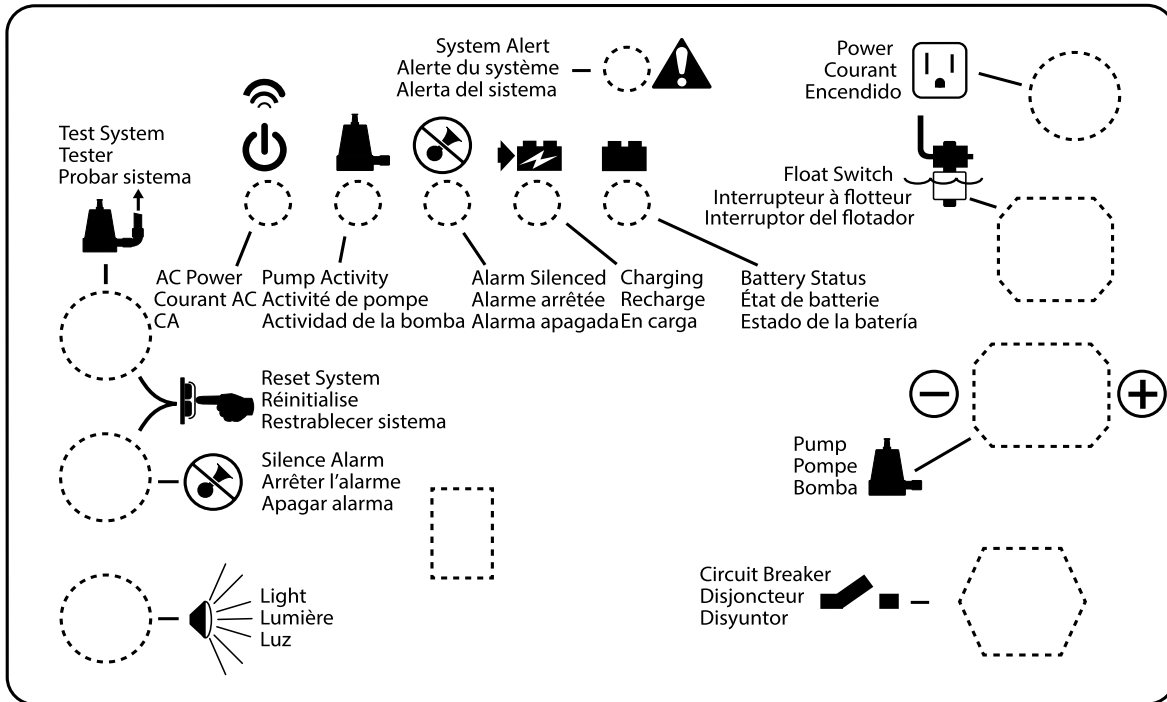 System Alert
Alerte du système
Alerta del sistema
Power
Courant
Encendido
Test System
Tester
Probar sistema
Float Switch
Interrupteur à flotteur
Interruptor del flotador
AC Power
Courant AC
CA
Pump Activity
Activité de pompe
Actividad de la bomba
Alarm Silenced
Alarme arrêtée
Alarma apagada
Charging
Recharge
En carga
Battery Status
État de batterie
Estado de la batería
Reset System
Réinitialise
Restrablecer sistema
Silence Alarm
Arrêter l'alarme
Apagar alarma
Pump
Pompe
Bomba
Light
Lumière
Luz
Circuit Breaker
Disjoncteur
Disyuntor